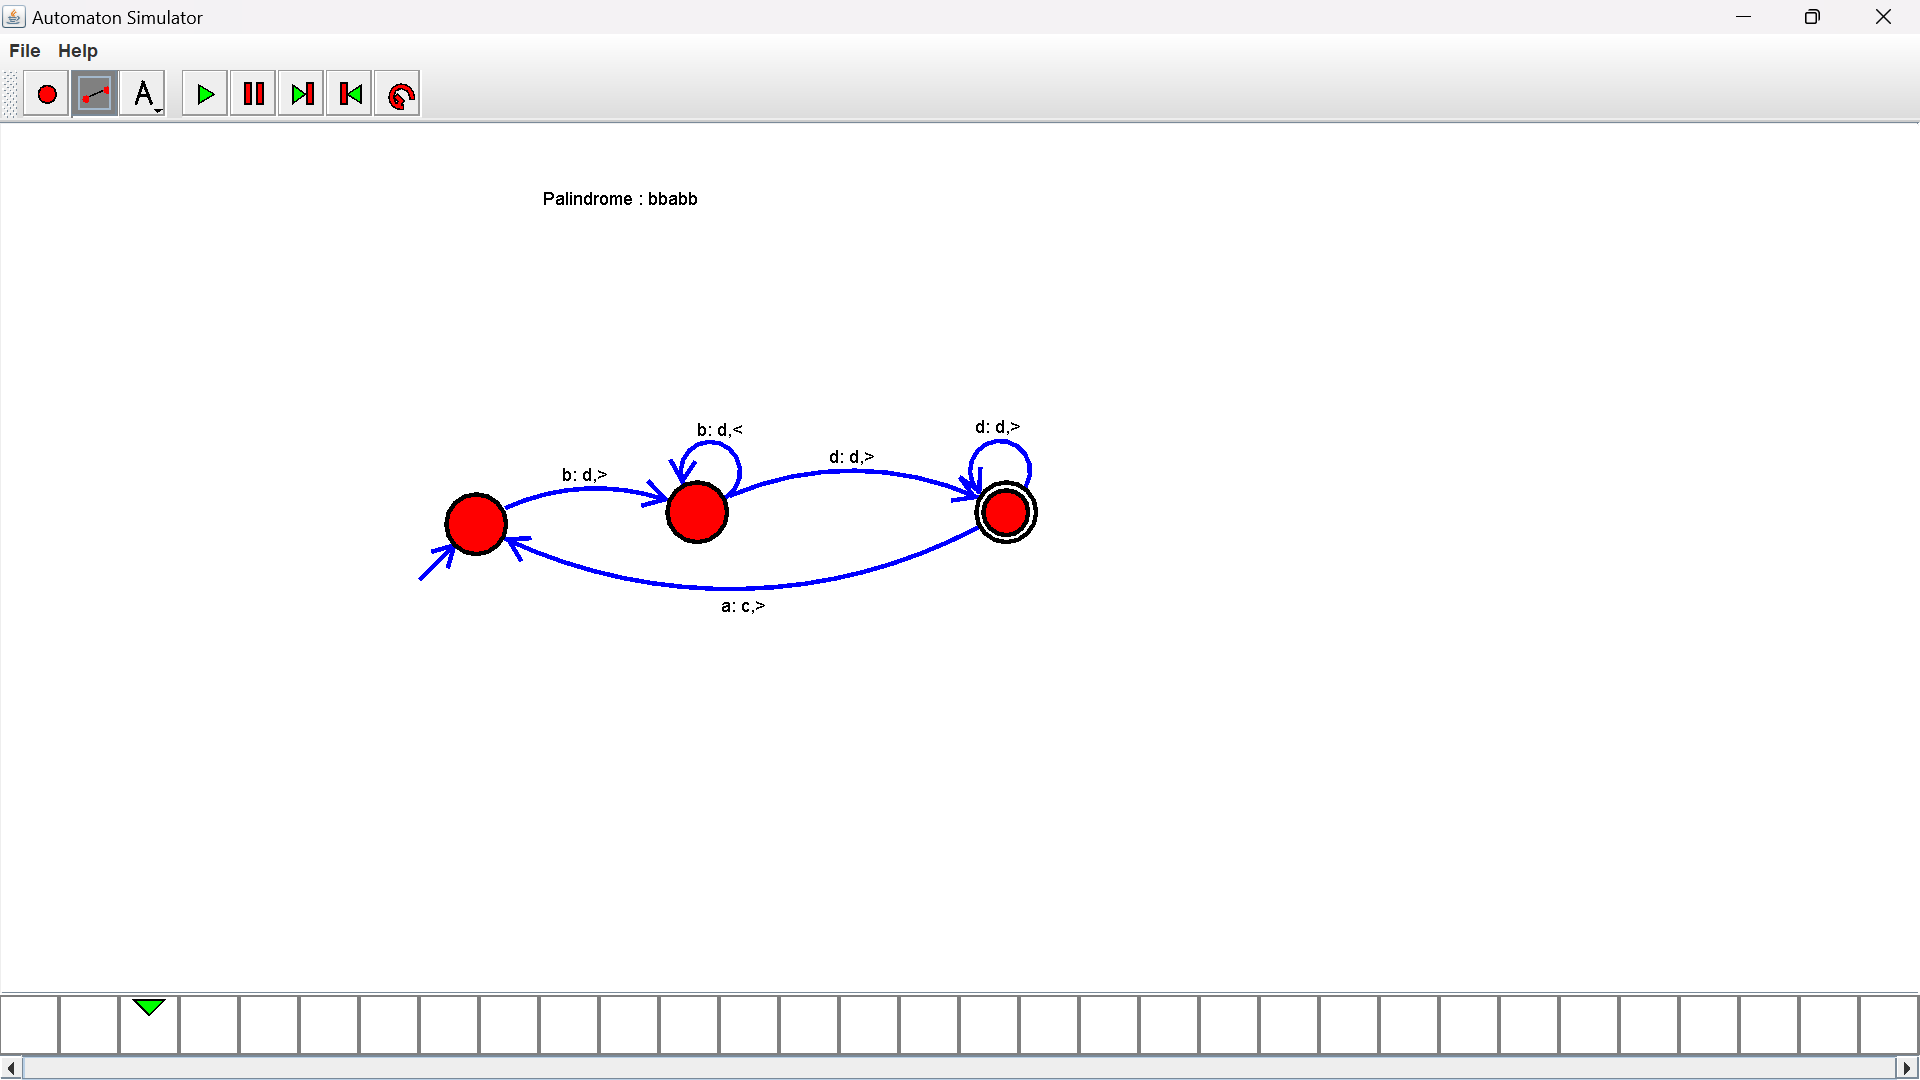 Automaton Simulator
File Help
A
Palindrome : bbabb
b: d,<
d: d,>
d: d,>
b: d,>
a: c,>